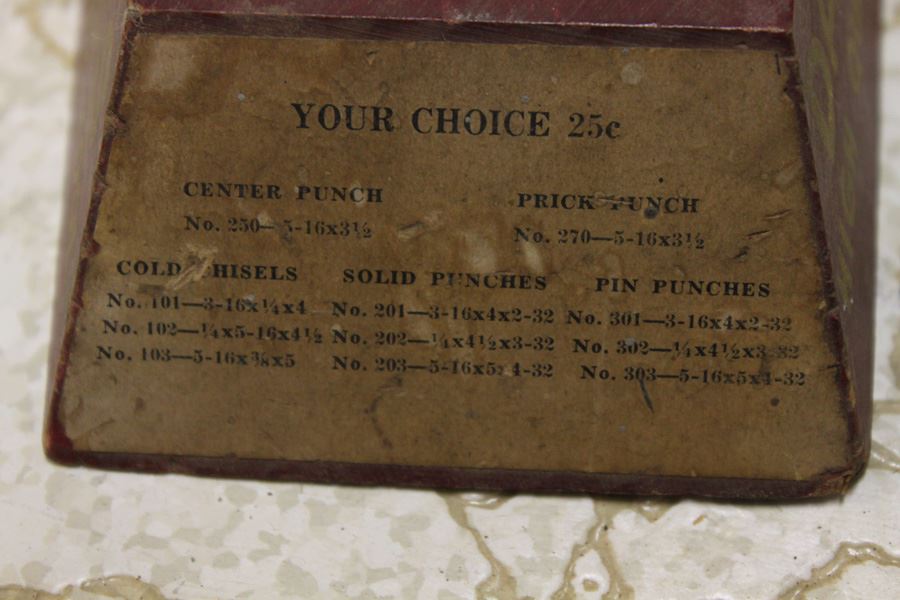 YOUR CHOICE 25c
CENTER PUNCH
No. 250—5-16x3½
PRICK PUNCH
No. 270—5-16x3½
COLD CHISELS
No. 101—3-16x¼x4
No. 102—¼x5-16x4½
No. 103—5-16x⅜x5
SOLID PUNCHES
No. 201—3-16x4x2-32
No. 202—¼x4½x3-32
No. 203—5-16x5x4-32
PIN PUNCHES
No. 301—3-16x4x2-32
No. 302—¼x4½x3-32
No. 303—5-16x5x4-32